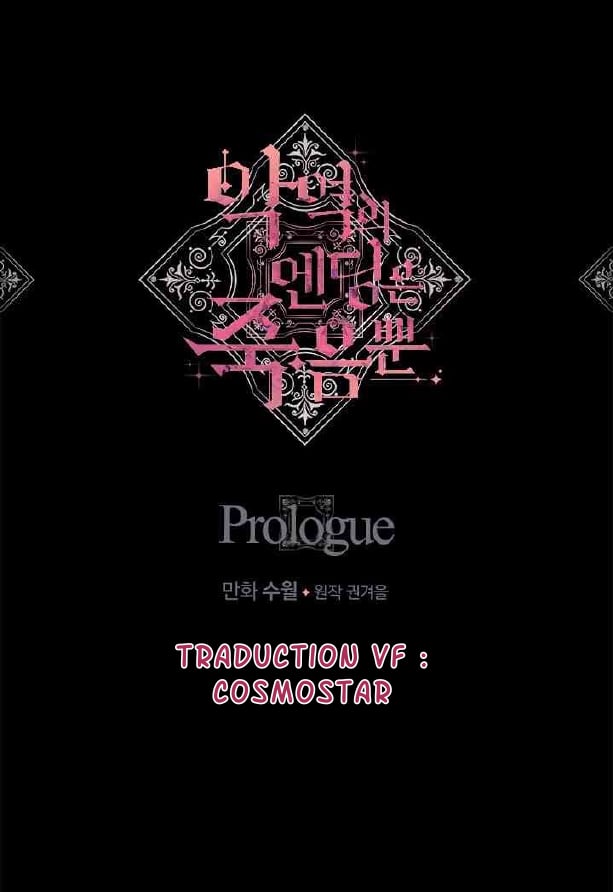 악역의
엔딩은
죽음뿐
Prologue
만화 수월 ✦ 원작 권겨을
TRADUCTION VF :
COSMOSTAR